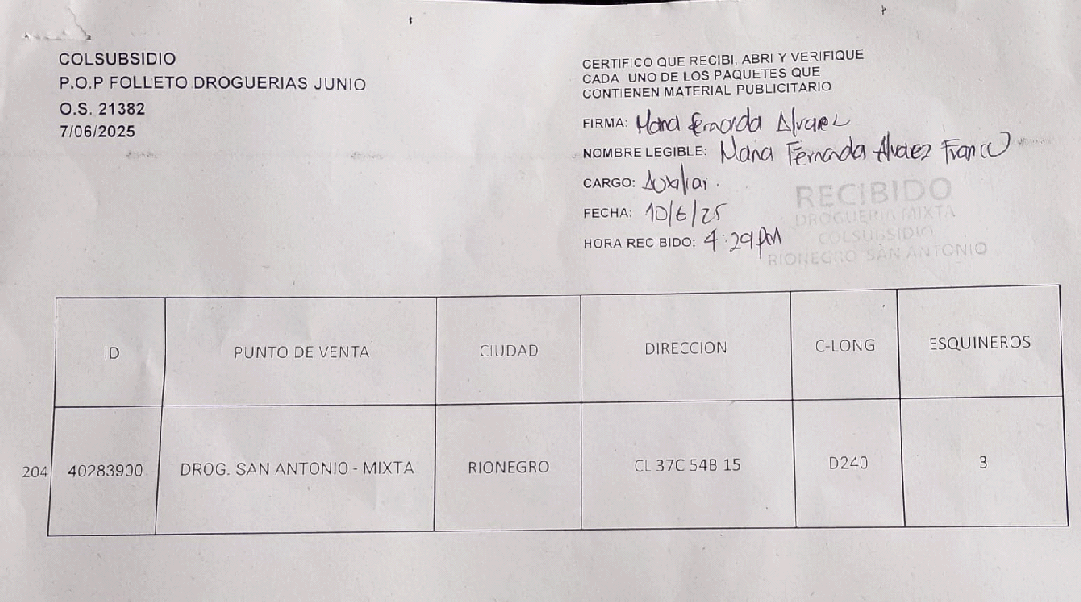 COLSUBSIDIO
P.O.P FOLLETO DROGUERIAS JUNIO
O.S. 21382
7/06/2025
CERTIFICO QUE RECIBI, ABRI Y VERIFIQUE
CADA UNO DE LOS PAQUETES QUE
CONTIENEN MATERIAL PUBLICITARIO
FIRMA: Maria Fernanda Alvarez
NOMBRE LEGIBLE: Maria Fernanda Alvarez Franco
CARGO: Auxiliar.
FECHA: 10/6/25
HORA RECIBIDO: 4:29 PM
RECIBIDO
DROGUERIA MIXTA
COLSUBSIDIO
RIONEGRO SAN ANTONIO
ID PUNTO DE VENTA CIUDAD DIRECCION C-LONG ESQUINEROS
204 40283900 DROG. SAN ANTONIO - MIXTA RIONEGRO CL 37C 54B 15 D240 3